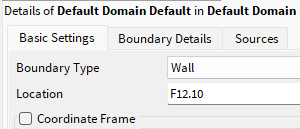 Details of Default Domain Default in Default Domain
Basic Settings Boundary Details Sources
Boundary Type Wall
Location F12.10
Coordinate Frame